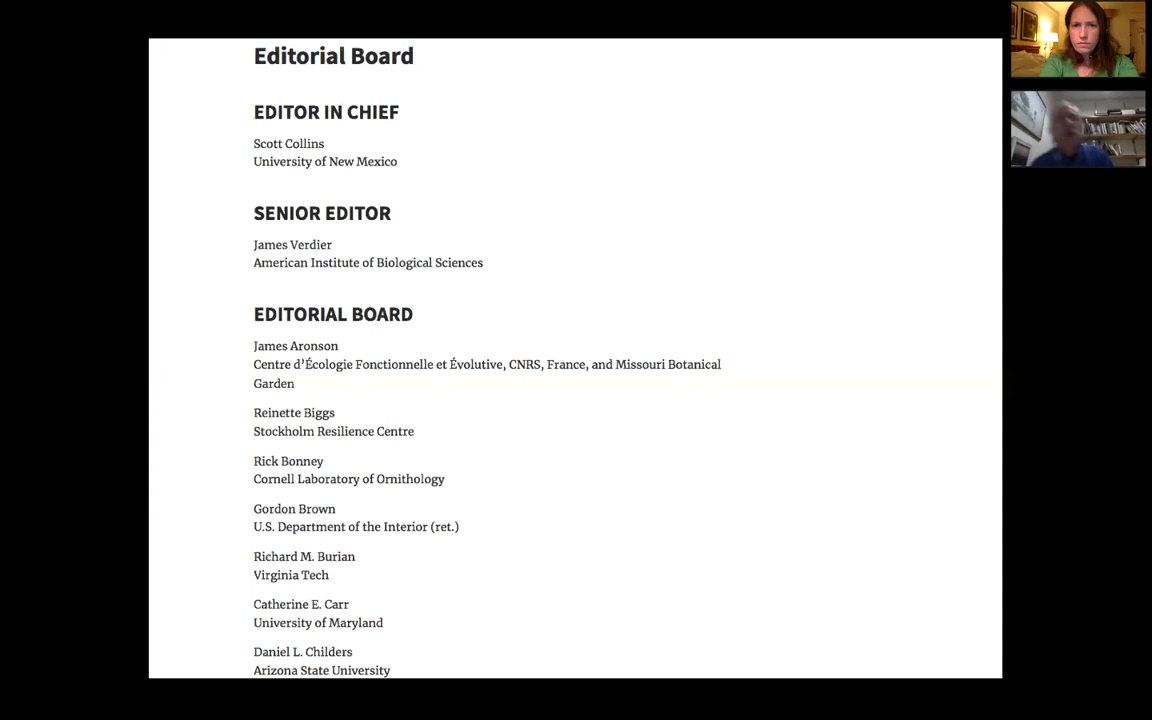 Editorial Board
EDITOR IN CHIEF
Scott Collins
University of New Mexico
SENIOR EDITOR
James Verdier
American Institute of Biological Sciences
EDITORIAL BOARD
James Aronson
Centre d’Écologie Fonctionnelle et Évolutive, CNRS, France, and Missouri Botanical
Garden
Reinette Biggs
Stockholm Resilience Centre
Rick Bonney
Cornell Laboratory of Ornithology
Gordon Brown
U.S. Department of the Interior (ret.)
Richard M. Burian
Virginia Tech
Catherine E. Carr
University of Maryland
Daniel L. Childers
Arizona State University